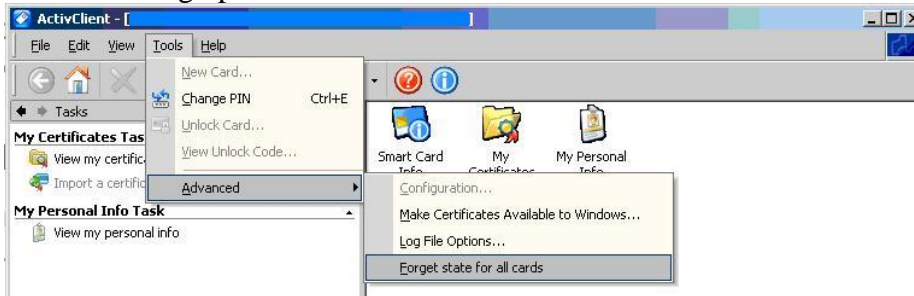 ActivClient - [ ]
File Edit View Tools Help
New Card...
Change PIN Ctrl+E
Unlock Card...
View Unlock Code...
Advanced
Tasks
My Certificates Tas
View my certific
Import a certific
My Personal Info Task
View my personal info
Smart Card
Info
My
Certificates
My Personal
Info
Configuration...
Make Certificates Available to Windows...
Log File Options...
Forget state for all cards